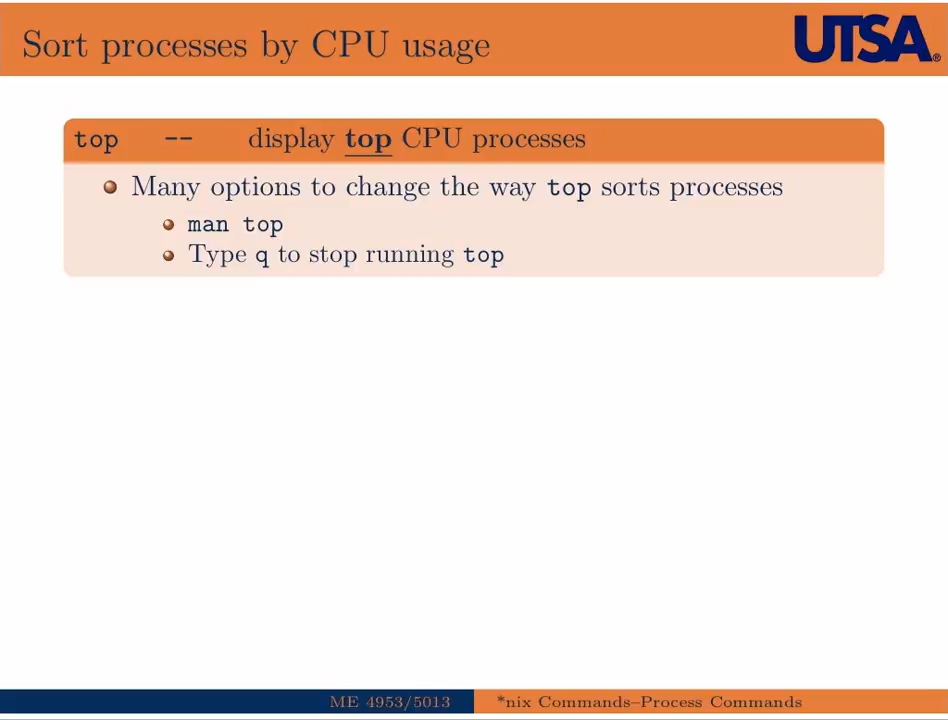 Sort processes by CPU usage
UTSA®
top -- display top CPU processes
Many options to change the way top sorts processes
man top
Type q to stop running top
ME 4953/5013
*nix Commands–Process Commands